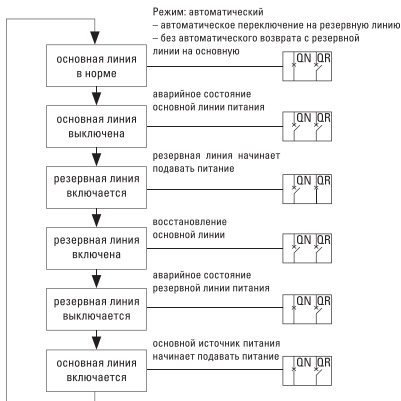 Режим: автоматический
– автоматическое переключение на резервную линию
– без автоматического возврата с резервной
линии на основную
основная линия
в норме
QN QR
аварийное состояние
основной линии питания
основная линия
выключена
QN QR
резервная линия начинает
подавать питание
резервная линия
включается
QN QR
восстановление
основной линии
резервная линия
включена
QN QR
аварийное состояние
резервной линии питания
резервная линия
выключается
QN QR
основной источник питания
начинает подавать питание
основная линия
включается
QN QR